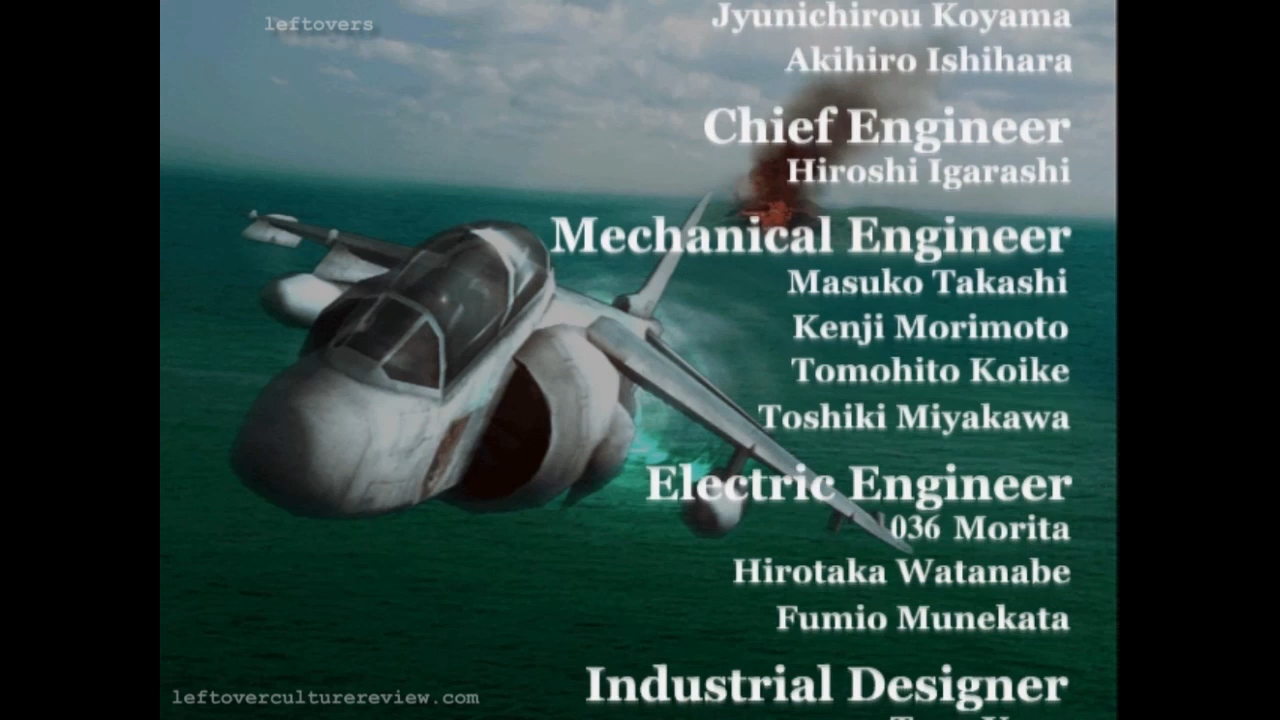 leftovers
Jyunichirou Koyama
Akihiro Ishihara
Chief Engineer
Hiroshi Igarashi
Mechanical Engineer
Masuko Takashi
Kenji Morimoto
Tomohito Koike
Toshiki Miyakawa
Electric Engineer
036 Morita
Hirotaka Watanabe
Fumio Munekata
Industrial Designer
leftoverculturereview.com